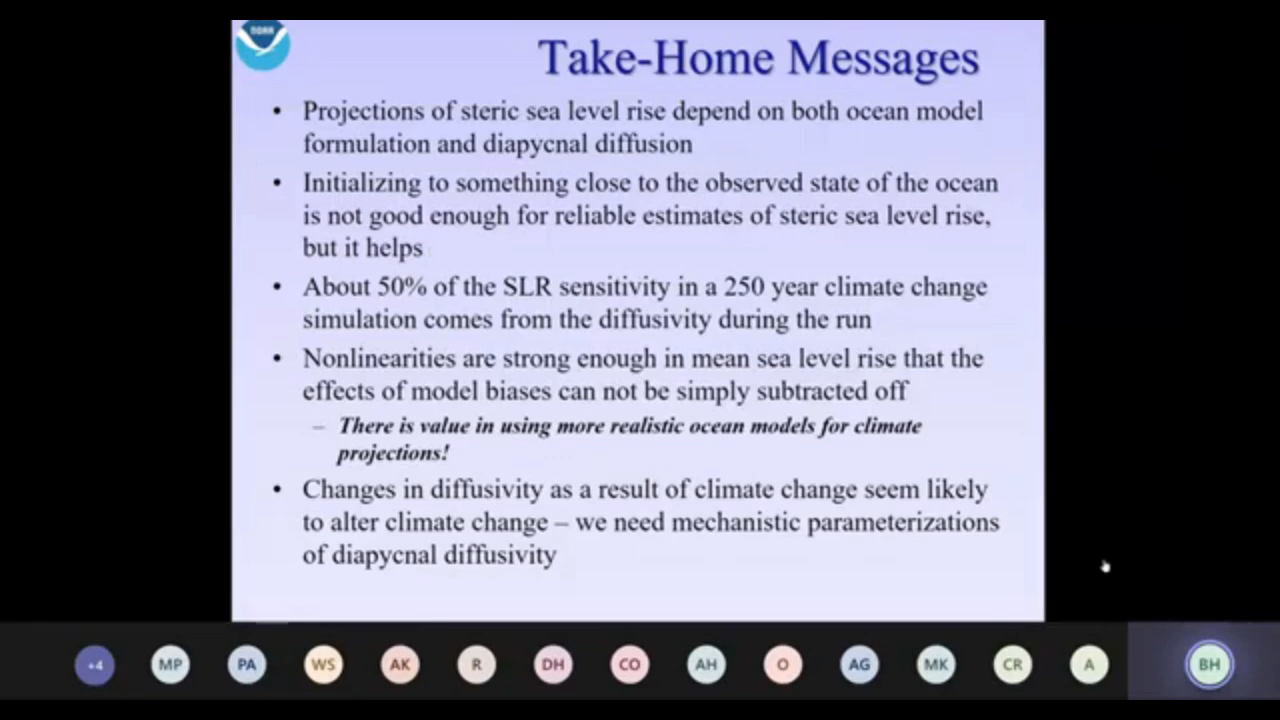 NOAA
Take-Home Messages
• Projections of steric sea level rise depend on both ocean model
formulation and diapycnal diffusion
• Initializing to something close to the observed state of the ocean
is not good enough for reliable estimates of steric sea level rise,
but it helps
• About 50% of the SLR sensitivity in a 250 year climate change
simulation comes from the diffusivity during the run
• Nonlinearities are strong enough in mean sea level rise that the
effects of model biases can not be simply subtracted off
– There is value in using more realistic ocean models for climate
projections!
• Changes in diffusivity as a result of climate change seem likely
to alter climate change – we need mechanistic parameterizations
of diapycnal diffusivity
+4 MP PA WS AK R DH CO AH O AG MK CR A BH